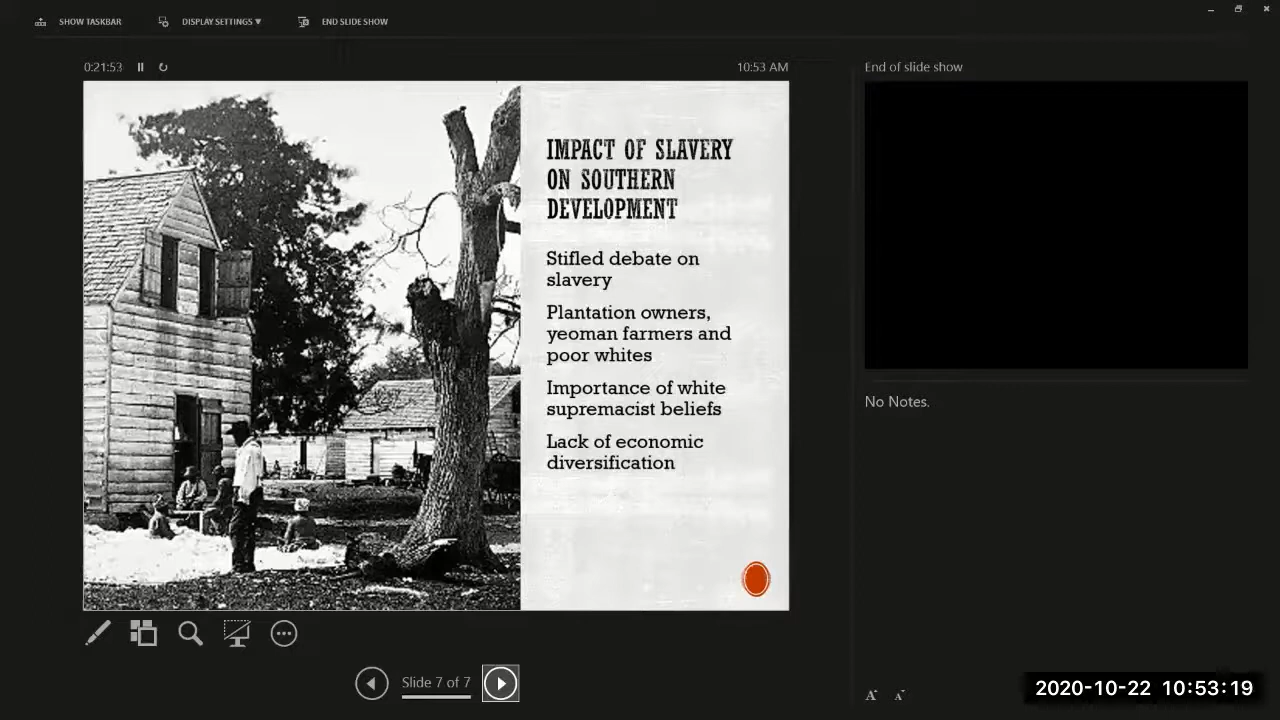 SHOW TASKBAR
DISPLAY SETTINGS ▼
END SLIDE SHOW
0:21:53
10:53 AM
End of slide show
IMPACT OF SLAVERY
ON SOUTHERN
DEVELOPMENT
Stifled debate on
slavery
Plantation owners,
yeoman farmers and
poor whites
Importance of white
supremacist beliefs
Lack of economic
diversification
No Notes.
Slide 7 of 7
A A
2020-10-22 10:53:19